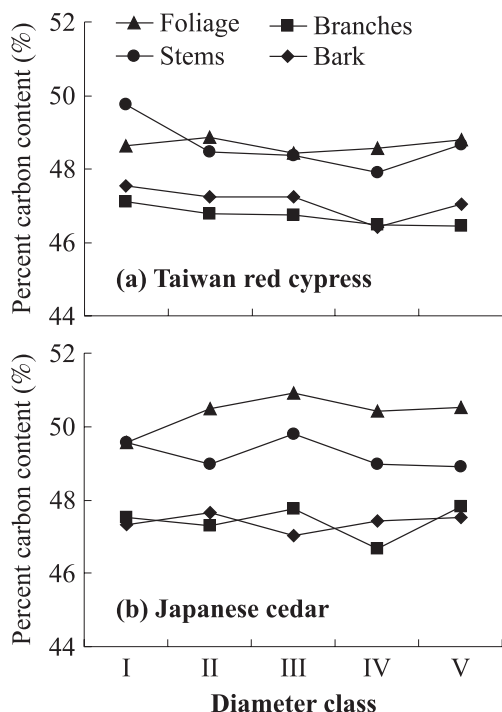 52
Foliage
Branches
Stems
Bark
50
48
46
44
Percent carbon content (%)
(a) Taiwan red cypress
52
50
48
46
44
Percent carbon content (%)
(b) Japanese cedar
I II III IV V
Diameter class